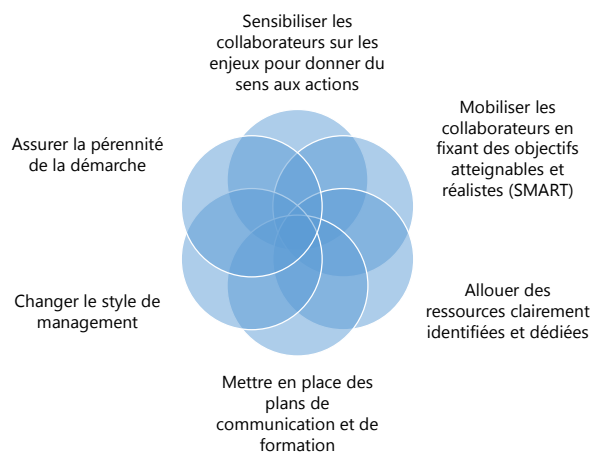 Sensibiliser les
collaborateurs sur les
enjeux pour donner du
sens aux actions
Mobiliser les
collaborateurs en
fixant des objectifs
atteignables et
réalistes (SMART)
Allouer des
ressources clairement
identifiées et dédiées
Mettre en place des
plans de
communication et de
formation
Changer le style de
management
Assurer la pérennité
de la démarche